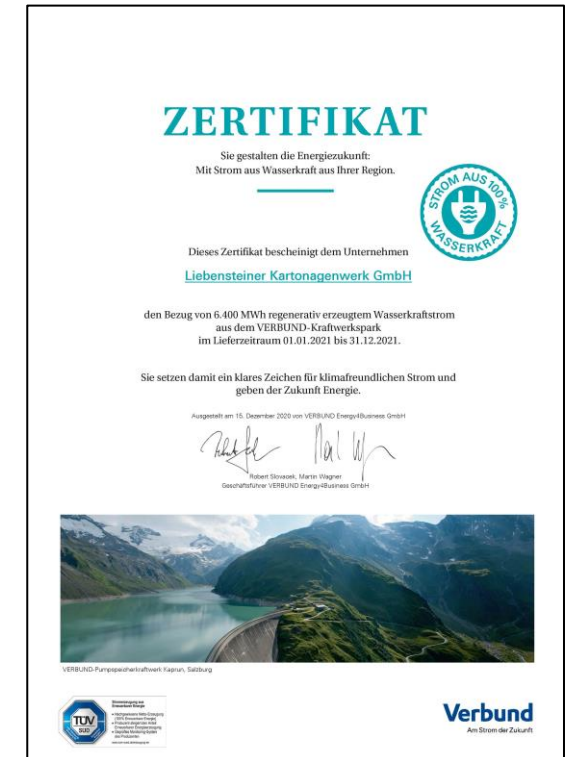 ZERTIFIKAT
Sie gestalten die Energiezukunft:
Mit Strom aus Wasserkraft aus Ihrer Region.
STROM AUS 100% WASSERKRAFT
Dieses Zertifikat bescheinigt dem Unternehmen
Liebensteiner Kartonagenwerk GmbH
den Bezug von 6.400 MWh regenerativ erzeugtem Wasserkraftstrom
aus dem VERBUND-Kraftwerkspark
im Lieferzeitraum 01.01.2021 bis 31.12.2021.
Sie setzen damit ein klares Zeichen für klimafreundlichen Strom und
geben der Zukunft Energie.
Ausgestellt am 15. Dezember 2020 von VERBUND Energy4Business GmbH
Robert Slovacek, Martin Wagner
Geschäftsführer VERBUND Energy4Business GmbH
VERBUND-Pumpspeicherkraftwerk Kaprun, Salzburg
TÜV
SÜD
Verbund
Am Strom der Zukunft